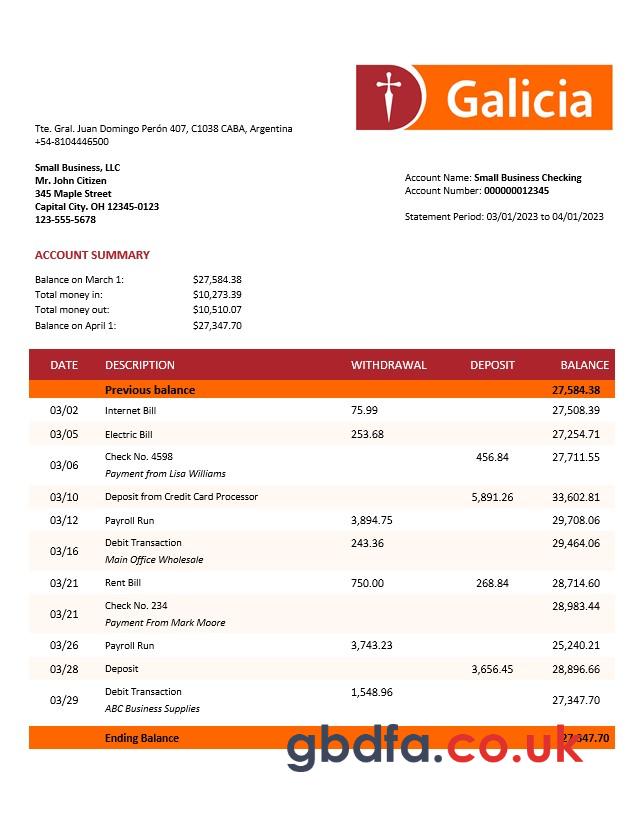 Galicia
Tte. Gral. Juan Domingo Perón 407, C1038 CABA, Argentina
+54-8104446500
Small Business, LLC
Mr. John Citizen
345 Maple Street
Capital City. OH 12345-0123
123-555-5678
Account Name: Small Business Checking
Account Number: 000000012345
Statement Period: 03/01/2023 to 04/01/2023
ACCOUNT SUMMARY
Balance on March 1: $27,584.38
Total money in: $10,273.39
Total money out: $10,510.07
Balance on April 1: $27,347.70
DATE DESCRIPTION WITHDRAWAL DEPOSIT BALANCE
Previous balance 27,584.38
03/02 Internet Bill 75.99 27,508.39
03/05 Electric Bill 253.68 27,254.71
03/06 Check No. 4598 456.84 27,711.55
Payment from Lisa Williams
03/10 Deposit from Credit Card Processor 5,891.26 33,602.81
03/12 Payroll Run 3,894.75 29,708.06
03/16 Debit Transaction 243.36 29,464.06
Main Office Wholesale
03/21 Rent Bill 750.00 268.84 28,714.60
03/21 Check No. 234 28,983.44
Payment From Mark Moore
03/26 Payroll Run 3,743.23 25,240.21
03/28 Deposit 3,656.45 28,896.66
03/29 Debit Transaction 1,548.96 27,347.70
ABC Business Supplies
Ending Balance 27,347.70
gbdfa.co.uk